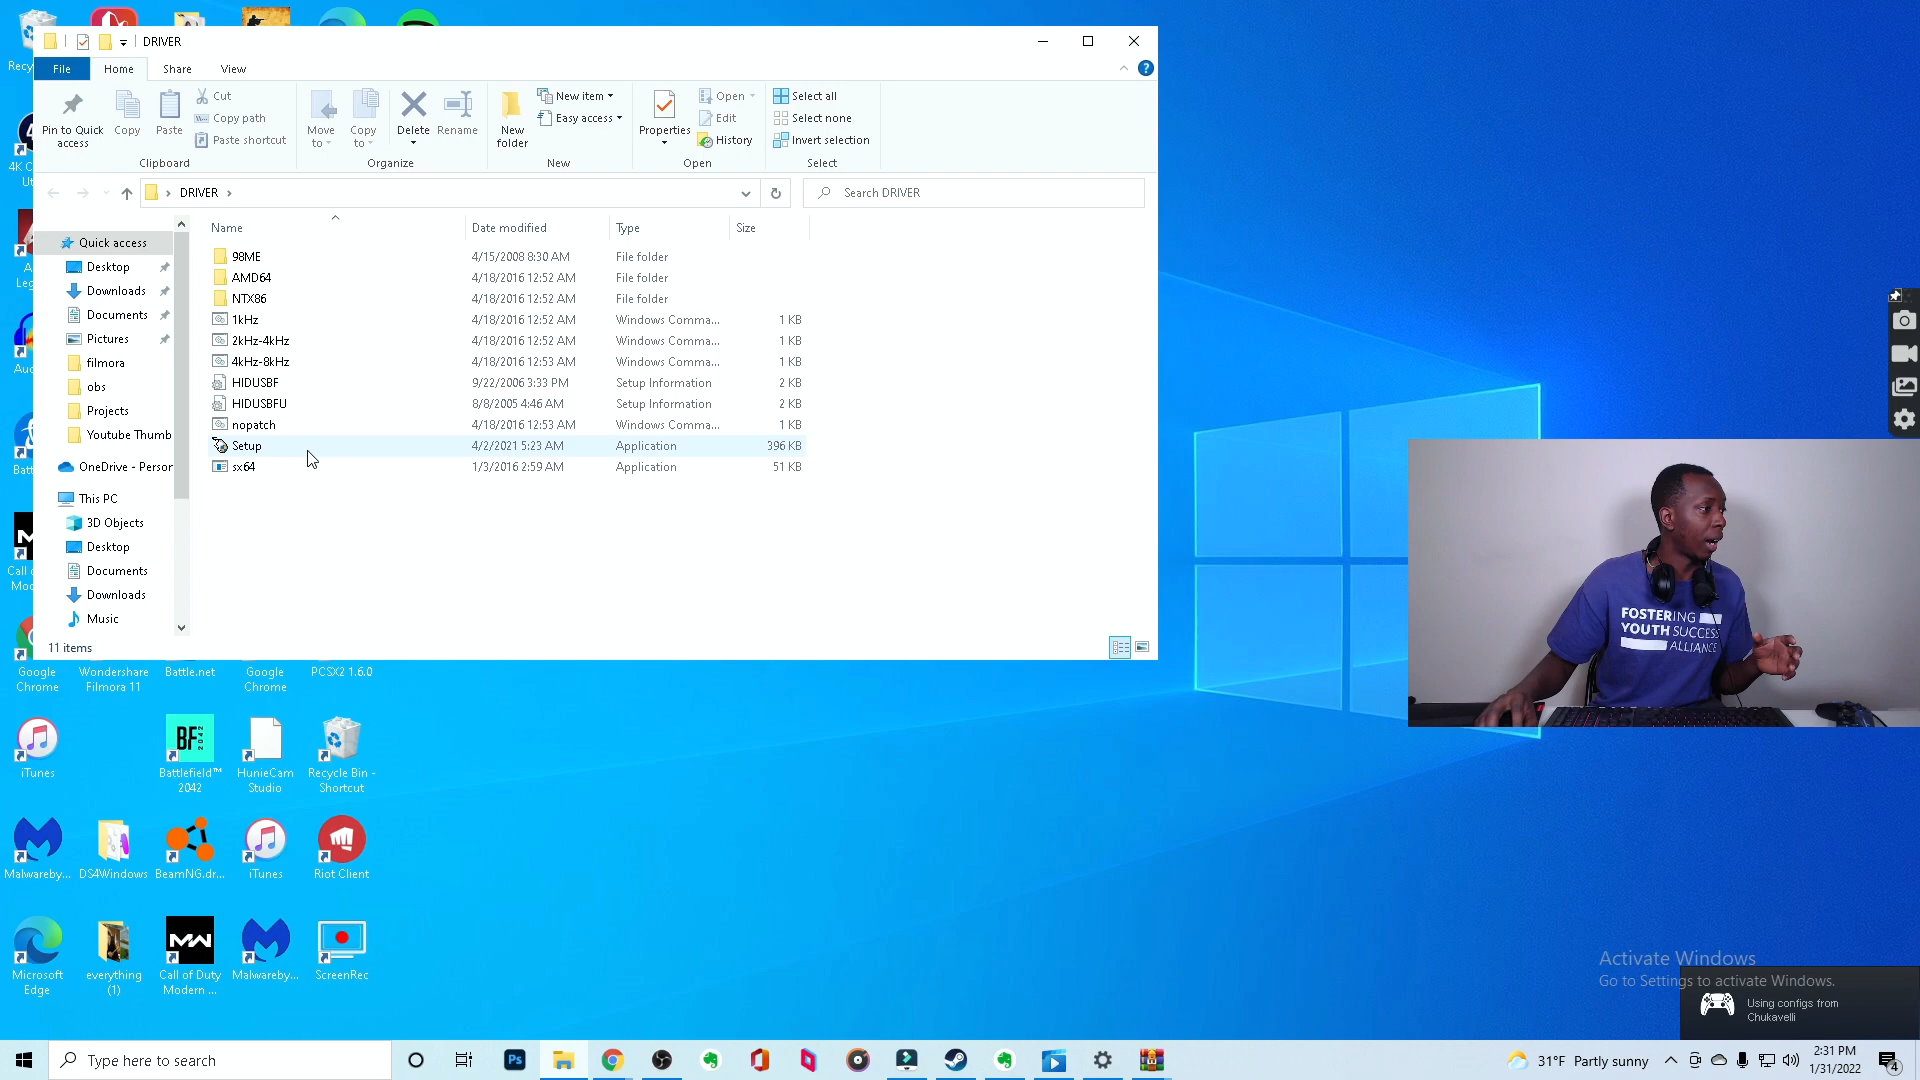 DRIVER
File
Home
Share
View
Pin to Quick access
Copy
Paste
Cut
Copy path
Paste shortcut
Clipboard
Move to
Copy to
Delete
Rename
Organize
New folder
New item
Easy access
New
Properties
Open
Edit
History
Open
Select all
Select none
Invert selection
Select
DRIVER
Search DRIVER
Name Date modified Type Size
98ME 4/15/2008 8:30 AM File folder
AMD64 4/18/2016 12:52 AM File folder
NTX86 4/18/2016 12:52 AM File folder
1kHz 4/18/2016 12:52 AM Windows Comma... 1 KB
2kHz-4kHz 4/18/2016 12:52 AM Windows Comma... 1 KB
4kHz-8kHz 4/18/2016 12:53 AM Windows Comma... 1 KB
HIDUSBF 9/22/2006 3:33 PM Setup Information 2 KB
HIDUSBFU 8/8/2005 4:46 AM Setup Information 2 KB
nopatch 4/18/2016 12:53 AM Windows Comma... 1 KB
Setup 4/2/2021 5:23 AM Application 396 KB
sx64 1/3/2016 2:59 AM Application 51 KB
Quick access
Desktop
Downloads
Documents
Pictures
filmora
obs
Projects
Youtube Thumb
OneDrive - Person
This PC
3D Objects
Desktop
Documents
Downloads
Music
11 items
Google Chrome
Wondershare Filmora 11
Battle.net
Google Chrome
PCSX2 1.6.0
iTunes
BF 2042
Battlefield™ 2042
HunieCam Studio
Recycle Bin - Shortcut
Malwareby...
DS4Windows
BeamNG.dr...
iTunes
Riot Client
Microsoft Edge
everything (1)
MW
Call of Duty Modern ...
Malwareby...
ScreenRec
FOSTERING
YOUTH SUCCESS
ALLIANCE
Activate Windows
Go to Settings to activate Windows.
Using configs from
Chukavelli
Type here to search
Ps
31°F Partly sunny
2:31 PM
1/31/2022
4